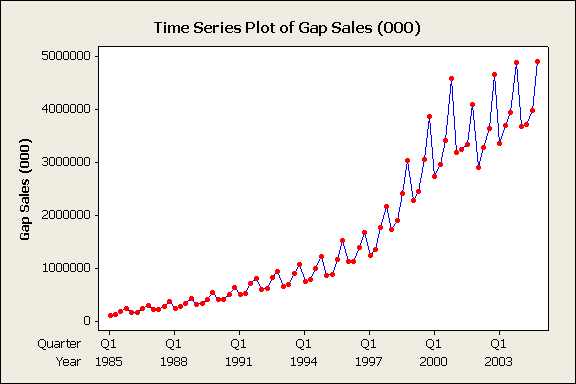 Time Series Plot of Gap Sales (000)
5000000
4000000
3000000
2000000
1000000
0
Gap Sales (000)
Quarter Q1 Q1 Q1 Q1 Q1 Q1 Q1
Year 1985 1988 1991 1994 1997 2000 2003